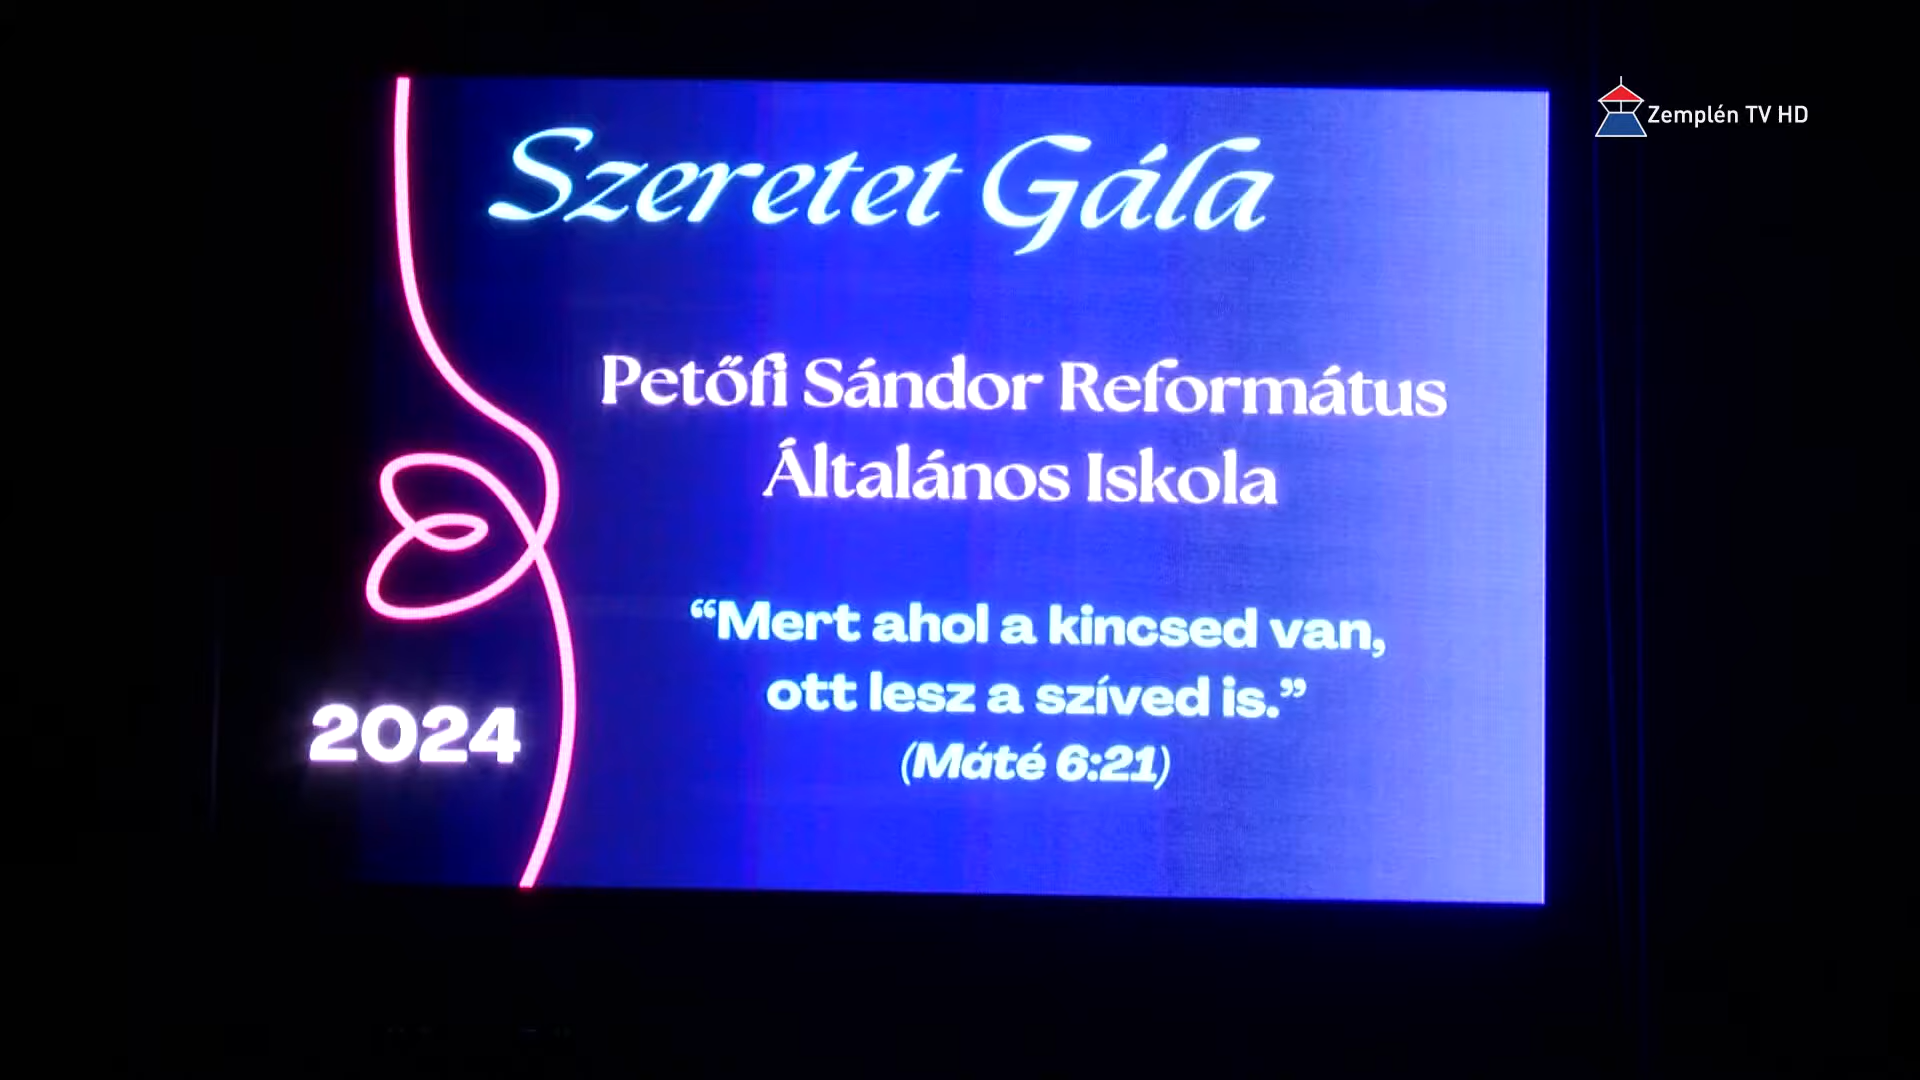 Szeretet Gála
Zemplén TV HD
Petőfi Sándor Református
Általános Iskola
“Mert ahol a kincsed van,
ott lesz a szíved is.”
(Máté 6:21)
2024